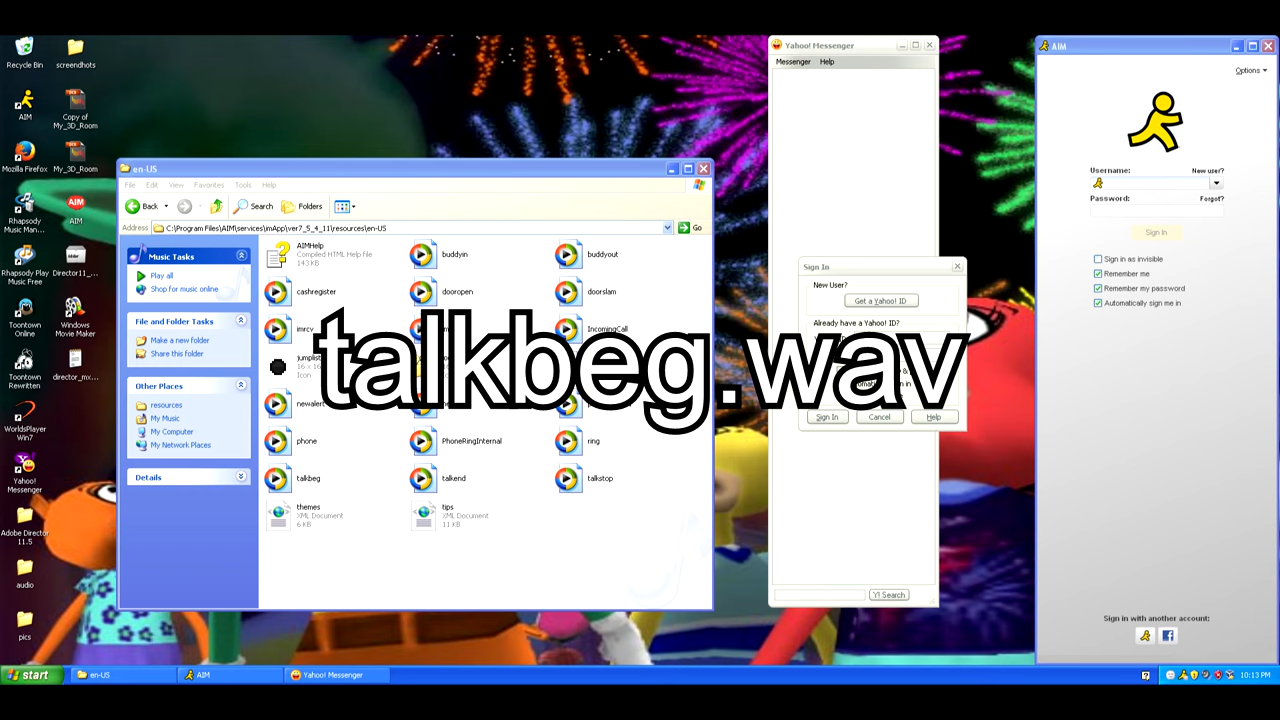 Recycle Bin
screendhots
AIM
Copy of
My_3D_Room
Mozilla Firefox
My_3D_Room
Rhapsody
Music Man...
AIM
Rhapsody Play
Music Free
Director11_...
Toontown
Online
Windows
Movie Maker
Toontown
Rewritten
director_mx...
WorldsPlayer
Win7
Yahoo!
Messenger
Adobe Director
11.5
audio
pics
en-US
File Edit View Favorites Tools Help
Back Search Folders
Address C:\Program Files\AIM\services\imApp\ver7_5_4_11\resources\en-US Go
Music Tasks
Play all
Shop for music online
File and Folder Tasks
Make a new folder
Share this folder
Other Places
resources
My Music
My Computer
My Network Places
Details
AIMHelp
Compiled HTML Help file
143 KB
buddyin
buddyout
cashregister
dooropen
doorslam
imrcv
IncomingCall
jumplist
16 x 16
Icon
newalert
phone
PhoneRingInternal
ring
talkbeg
talkend
talkstop
themes
XML Document
6 KB
tips
XML Document
11 KB
talkbeg.wav
Yahoo! Messenger
Messenger Help
Sign In
New User?
Get a Yahoo! ID
Already have a Yahoo! ID?
Sign In Cancel Help
Y! Search
AIM
Options
Username: New user?
Password: Forgot?
Sign In
Sign in as invisible
Remember me
Remember my password
Automatically sign me in
Sign in with another account:
start
en-US
AIM
Yahoo! Messenger
10:13 PM